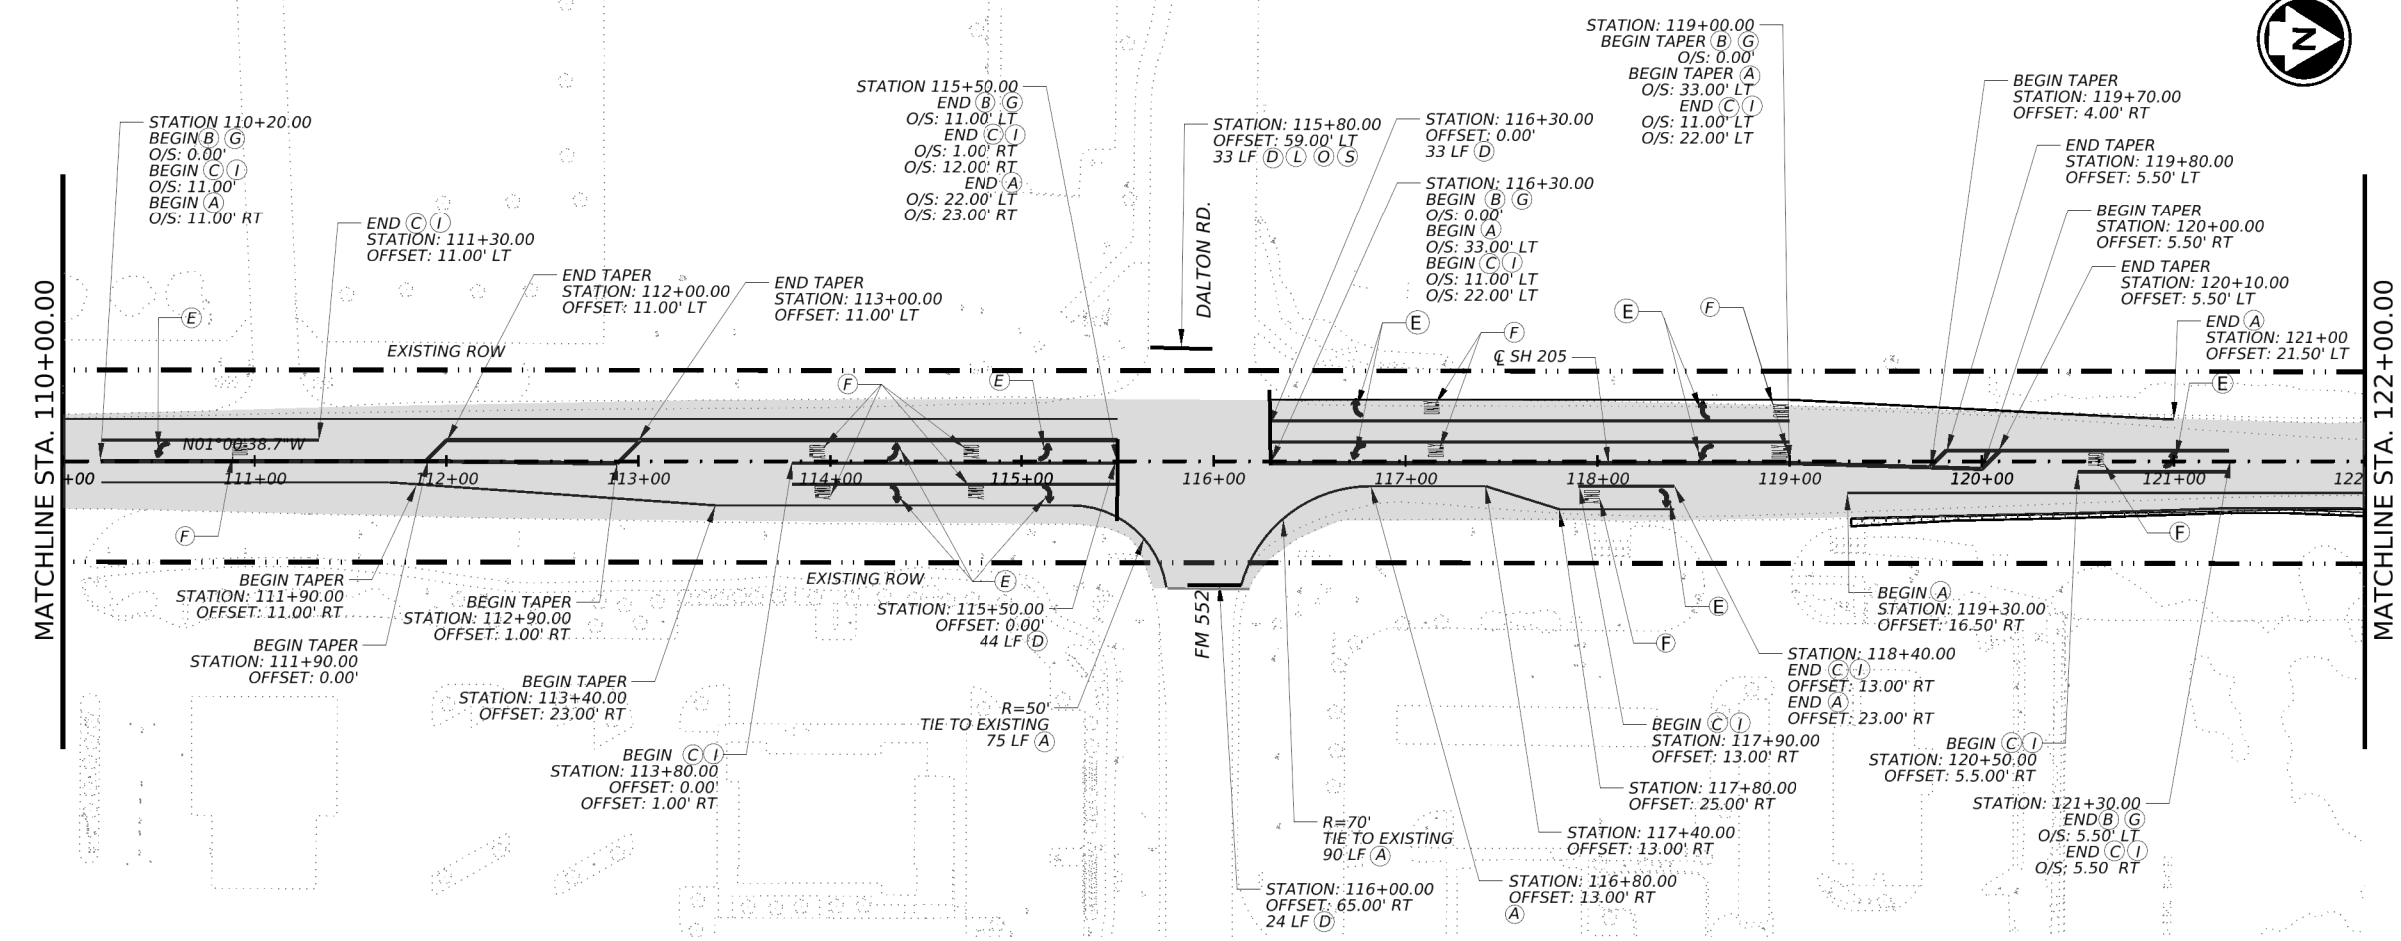 STATION: 119+00.00
BEGIN TAPER B G
O/S: 0.00'
BEGIN TAPER A
O/S: 33.00' LT
END C I
O/S: 11.00' LT
O/S: 22.00' LT
N
STATION 115+50.00
END B G
O/S: 11.00' LT
END C I
O/S: 1.00' RT
O/S: 12.00' RT
END A
O/S: 22.00' LT
O/S: 23.00' RT
BEGIN TAPER
STATION: 119+70.00
OFFSET: 4.00' RT
STATION 110+20.00
BEGIN B G
O/S: 0.00'
BEGIN C I
O/S: 11.00'
BEGIN A
O/S: 11.00' RT
STATION: 115+80.00
OFFSET: 59.00' LT
33 LF D L O S
STATION: 116+30.00
OFFSET: 0.00'
33 LF D
END TAPER
STATION: 119+80.00
OFFSET: 5.50' LT
STATION: 116+30.00
BEGIN B G
O/S: 0.00'
BEGIN A
O/S: 33.00' LT
BEGIN C I
O/S: 11.00' LT
O/S: 22.00' LT
BEGIN TAPER
STATION: 120+00.00
OFFSET: 5.50' RT
END C I
STATION: 111+30.00
OFFSET: 11.00' LT
END TAPER
STATION: 112+00.00
OFFSET: 11.00' LT
END TAPER
STATION: 113+00.00
OFFSET: 11.00' LT
DALTON RD.
END TAPER
STATION: 120+10.00
OFFSET: 5.50' LT
END A
STATION: 121+00
OFFSET: 21.50' LT
MATCHLINE STA. 110+00.00
MATCHLINE STA. 122+00.00
E
E
E
F
F
EXISTING ROW
℄ SH 205
F
E
E
N01°00'38.7"W
ONLY
ONLY
ONLY
ONLY
ONLY
ONLY
ONLY
ONLY
ONLY
ONLY
ONLY
+00
111+00
112+00
113+00
114+00
115+00
116+00
117+00
118+00
119+00
120+00
121+00
122
F
F
EXISTING ROW
E
E
F
FM 552
BEGIN TAPER
STATION: 111+90.00
OFFSET: 11.00' RT
BEGIN TAPER
STATION: 112+90.00
OFFSET: 1.00' RT
STATION: 115+50.00
OFFSET: 0.00'
44 LF D
BEGIN A
STATION: 119+30.00
OFFSET: 16.50' RT
BEGIN TAPER
STATION: 111+90.00
OFFSET: 0.00'
STATION: 118+40.00
END C I
OFFSET: 13.00' RT
END A
OFFSET: 23.00' RT
BEGIN TAPER
STATION: 113+40.00
OFFSET: 23.00' RT
R=50'
TIE TO EXISTING
75 LF A
BEGIN C I
STATION: 117+90.00
OFFSET: 13.00' RT
BEGIN C I
STATION: 120+50.00
OFFSET: 5.5.00' RT
BEGIN C I
STATION: 113+80.00
OFFSET: 0.00'
OFFSET: 1.00' RT
STATION: 117+80.00
OFFSET: 25.00' RT
STATION: 121+30.00
END B G
O/S: 5.50' LT
END C I
O/S: 5.50' RT
R=70'
TIE TO EXISTING
90 LF A
STATION: 117+40.00
OFFSET: 13.00' RT
STATION: 116+00.00
OFFSET: 65.00' RT
24 LF D
STATION: 116+80.00
OFFSET: 13.00' RT
A